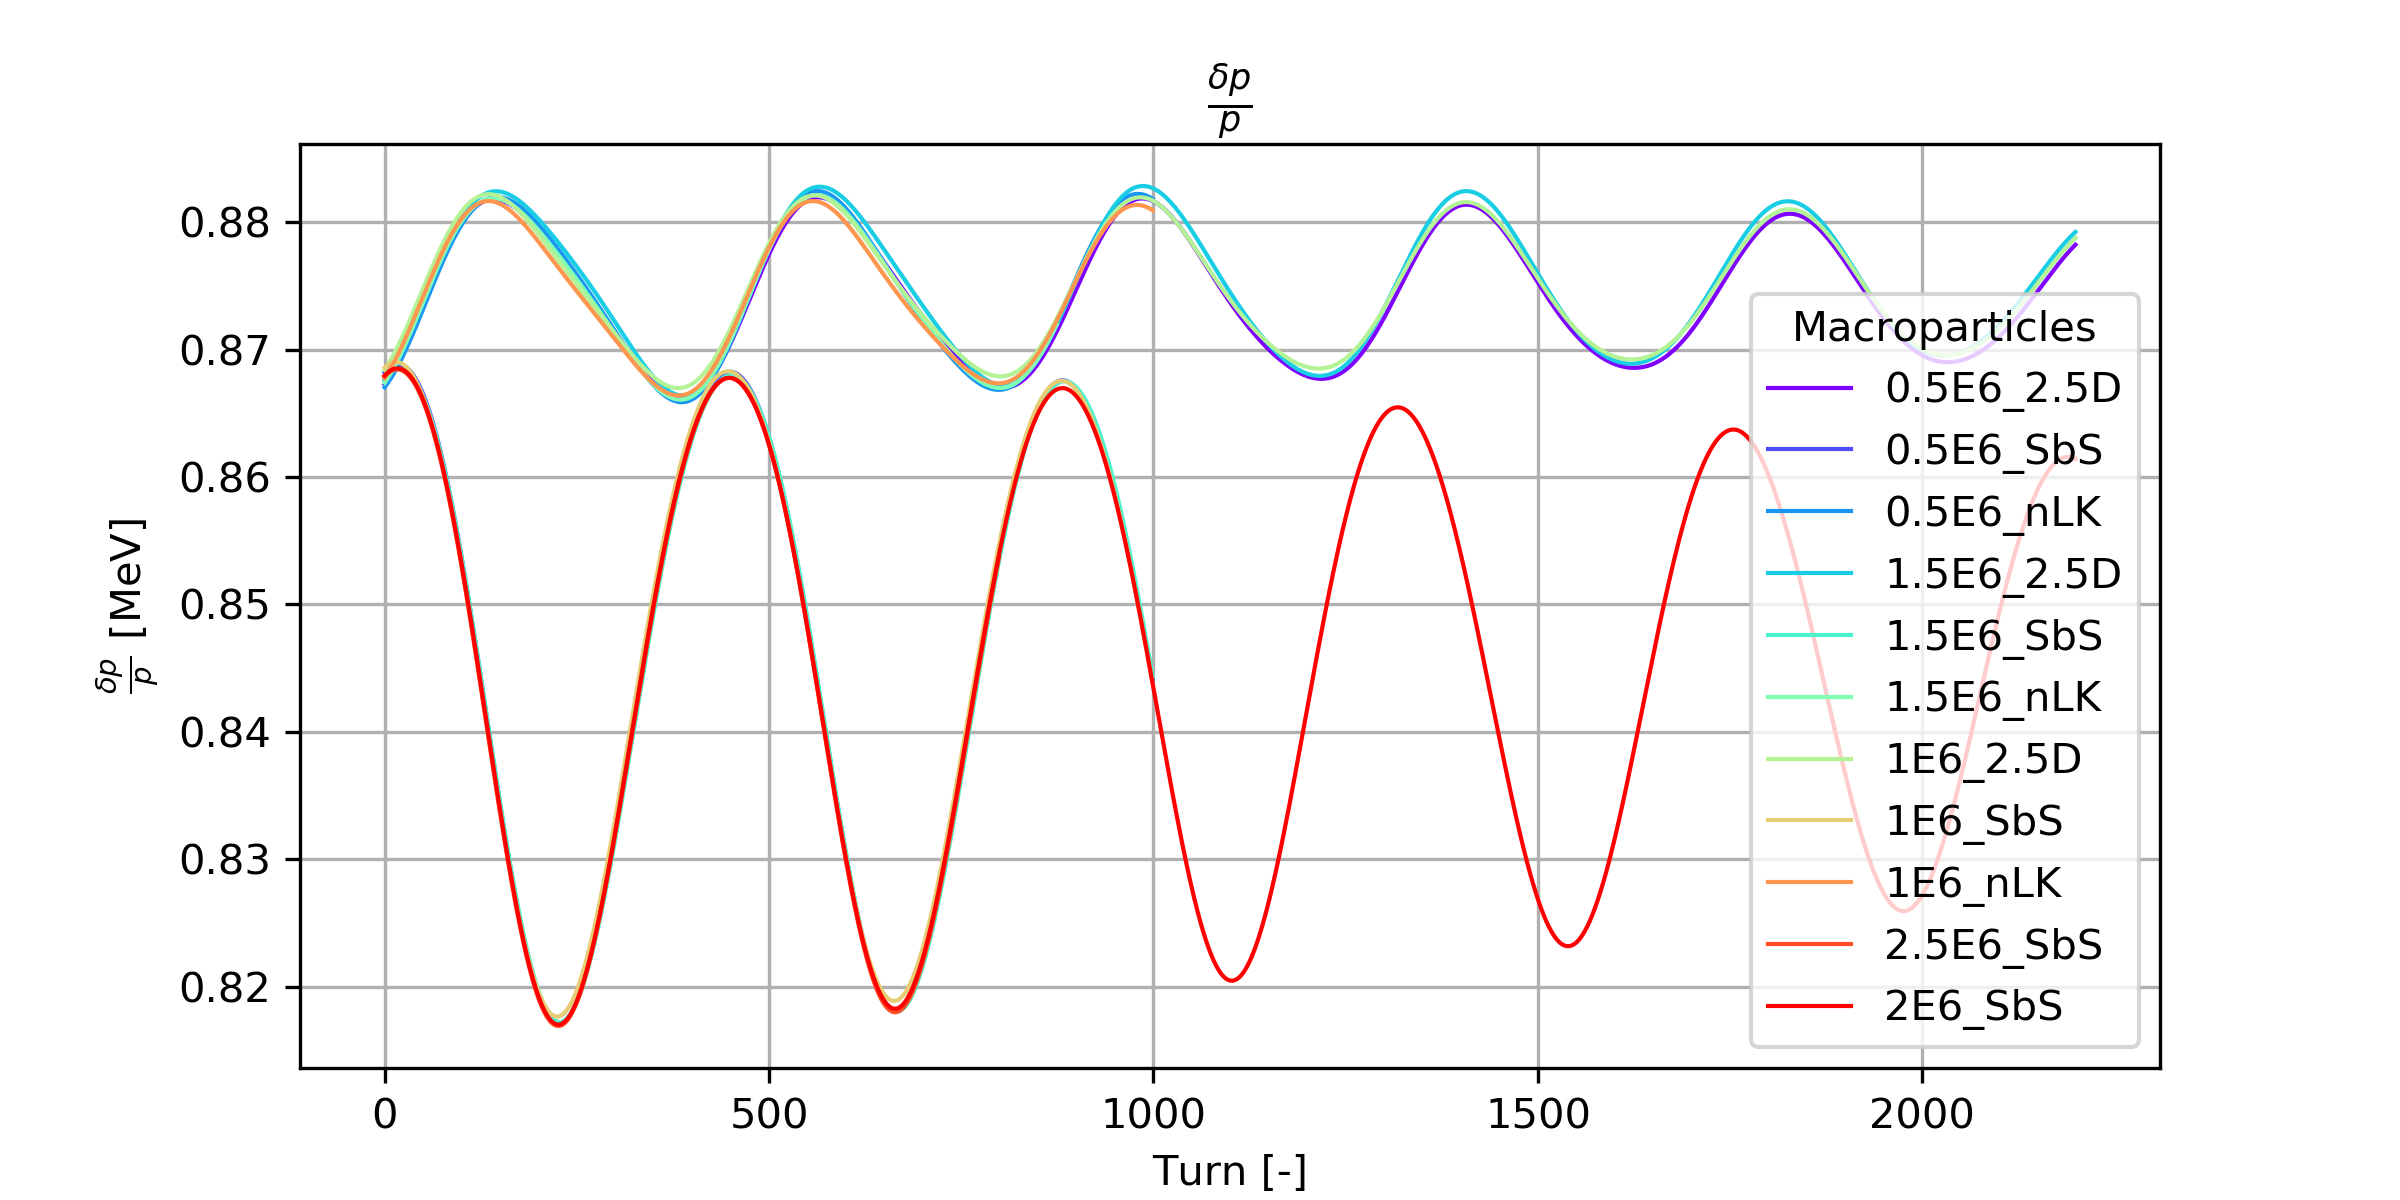 δp
p
0.88
0.87
0.86
0.85
0.84
0.83
0.82
δp/p [MeV]
0 500 1000 1500 2000
Turn [-]
Macroparticles
0.5E6_2.5D
0.5E6_SbS
0.5E6_nLK
1.5E6_2.5D
1.5E6_SbS
1.5E6_nLK
1E6_2.5D
1E6_SbS
1E6_nLK
2.5E6_SbS
2E6_SbS